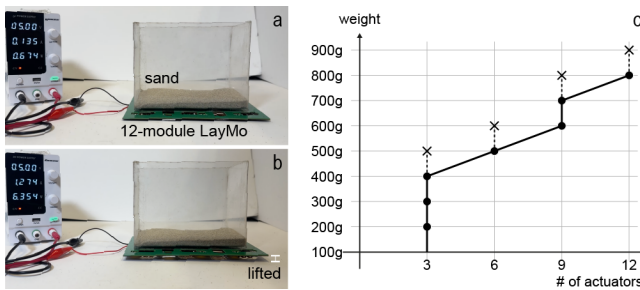 a
05.00
0.135
0.674
sand
12-module LayMo
b
05.00
1.274
6.354
lifted
weight
900g
800g
700g
600g
500g
400g
300g
200g
100g
3 6 9 12
# of actuators